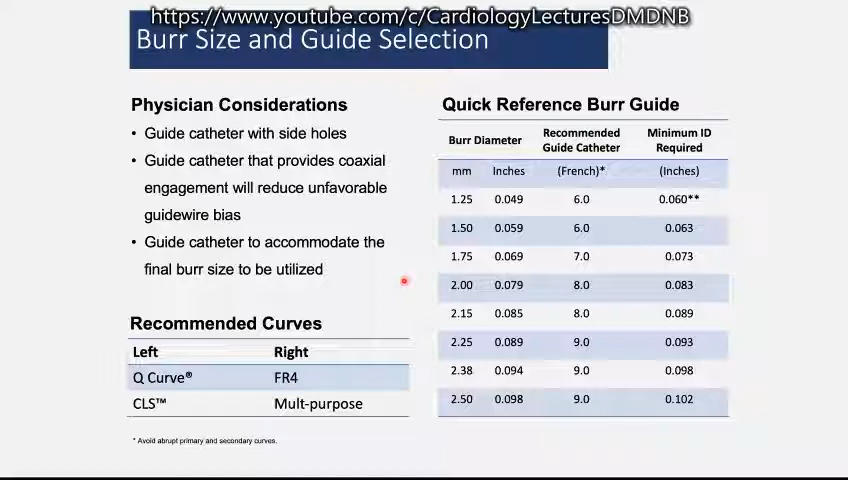 https://www.youtube.com/c/CardiologyLecturesDMDNB
Burr Size and Guide Selection
Physician Considerations
• Guide catheter with side holes
• Guide catheter that provides coaxial
engagement will reduce unfavorable
guidewire bias
• Guide catheter to accommodate the
final burr size to be utilized
Recommended Curves
Left Right
Q Curve® FR4
CLS™ Mult-purpose
* Avoid abrupt primary and secondary curves.
Quick Reference Burr Guide
Burr Diameter Recommended Guide Catheter Minimum ID Required
mm Inches (French)* (Inches)
1.25 0.049 6.0 0.060**
1.50 0.059 6.0 0.063
1.75 0.069 7.0 0.073
2.00 0.079 8.0 0.083
2.15 0.085 8.0 0.089
2.25 0.089 9.0 0.093
2.38 0.094 9.0 0.098
2.50 0.098 9.0 0.102